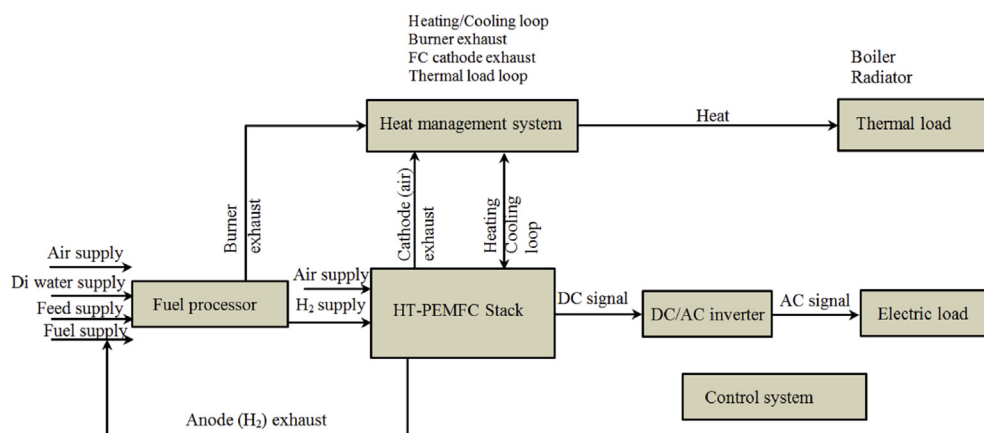 Heating/Cooling loop
Burner exhaust
FC cathode exhaust
Thermal load loop
Boiler
Radiator
Heat management system
Heat
Thermal load
Burner
exhaust
Cathode (air)
exhaust
Heating
Cooling
loop
Air supply
Di water supply
Feed supply
Fuel supply
Fuel processor
Air supply
H₂ supply
HT-PEMFC Stack
DC signal
DC/AC inverter
AC signal
Electric load
Control system
Anode (H₂) exhaust